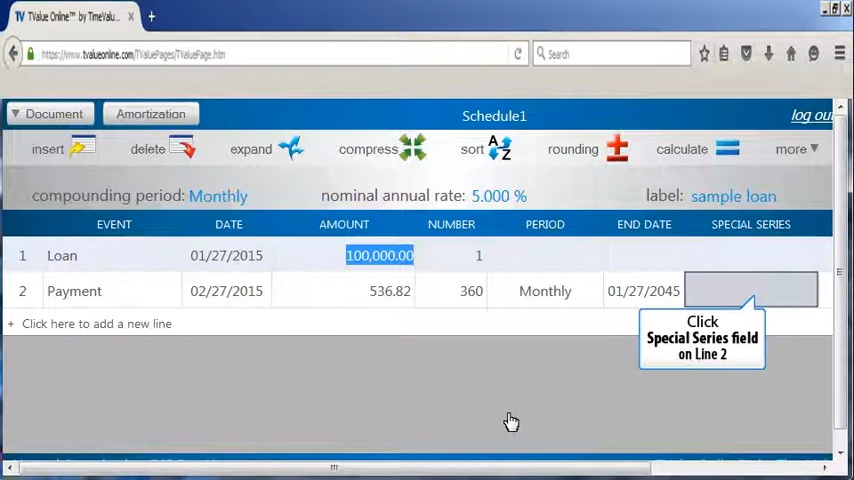 TV TValue Online™ by TimeValu...
https://www.tvalueonline.com/TValuePages/TValuePage.htm
Search
Document
Amortization
Schedule1
log out
insert
delete
expand
compress
sort
A
Z
rounding
calculate
more
compounding period: Monthly
nominal annual rate: 5.000 %
label: sample loan
EVENT DATE AMOUNT NUMBER PERIOD END DATE SPECIAL SERIES
1 Loan 01/27/2015 100,000.00 1
2 Payment 02/27/2015 536.82 360 Monthly 01/27/2045
+ Click here to add a new line
Click
Special Series field
on Line 2